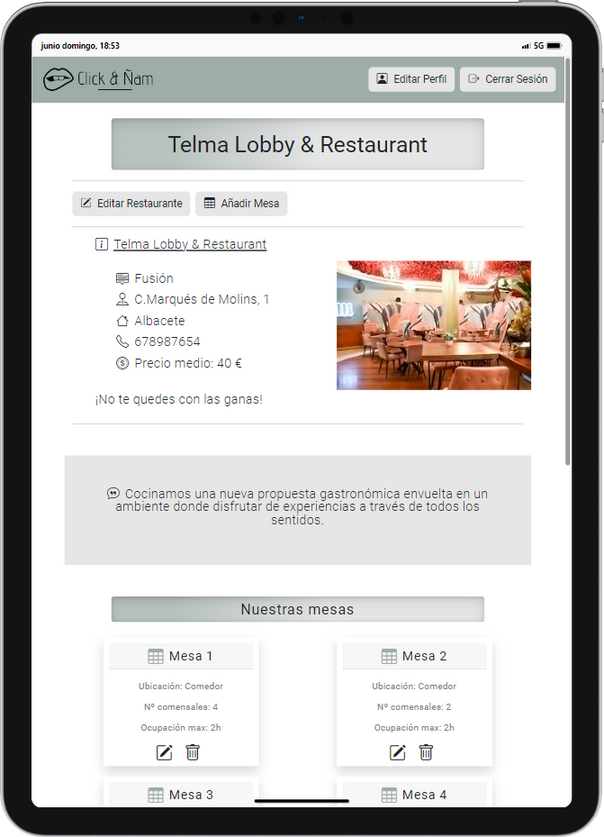 junio domingo, 18:53
5G
Click & Ñam
Editar Perfil
Cerrar Sesión
Telma Lobby & Restaurant
Editar Restaurante
Añadir Mesa
Telma Lobby & Restaurant
Fusión
C.Marqués de Molins, 1
Albacete
678987654
Precio medio: 40 €
¡No te quedes con las ganas!
Cocinamos una nueva propuesta gastronómica envuelta en un
ambiente donde disfrutar de experiencias a través de todos los
sentidos.
Nuestras mesas
Mesa 1
Ubicación: Comedor
Nº comensales: 4
Ocupación max: 2h
Mesa 2
Ubicación: Comedor
Nº comensales: 2
Ocupación max: 2h
Mesa 3
Mesa 4